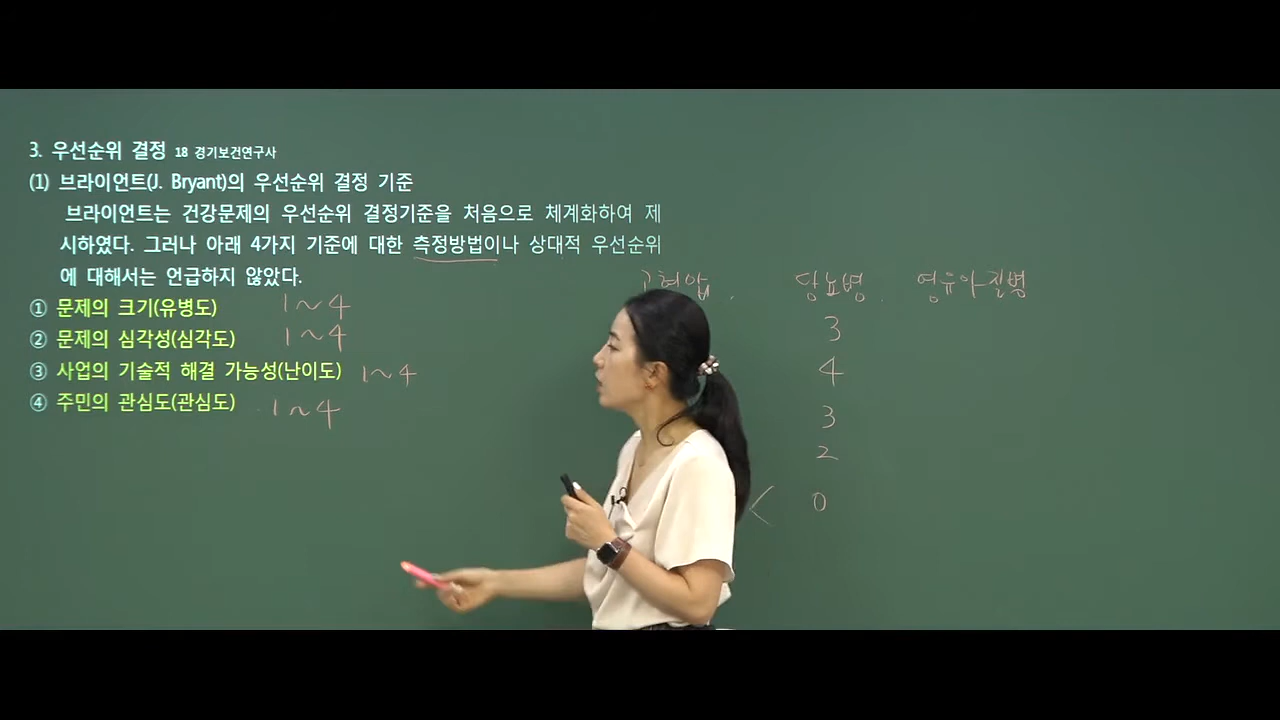 3. 우선순위 결정 18 경기보건연구사
(1) 브라이언트(J. Bryant)의 우선순위 결정 기준
브라이언트는 건강문제의 우선순위 결정기준을 처음으로 체계화하여 제
시하였다. 그러나 아래 4가지 기준에 대한 측정방법이나 상대적 우선순위
에 대해서는 언급하지 않았다.
① 문제의 크기(유병도) 1~4
② 문제의 심각성(심각도) 1~4
③ 사업의 기술적 해결 가능성(난이도) 1~4
④ 주민의 관심도(관심도) 1~4
고혈압, 당뇨병, 영유아질병
3
4
3
2
< 0